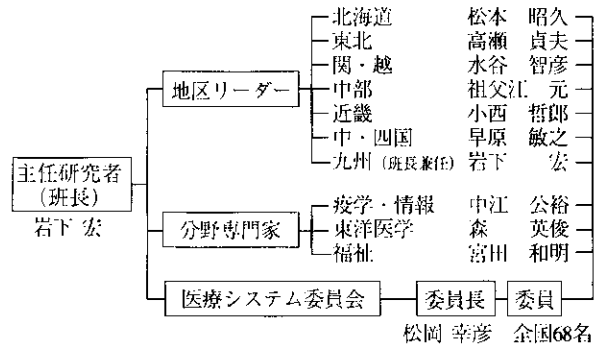 北海道 松本 昭久
東北 高瀬 貞夫
関・越 水谷 智彦
地区リーダー 中部 祖父江 元
近畿 小西 哲郎
中・四国 早原 敏之
九州(班長兼任) 岩下 宏
主任研究者
(班長)
岩下 宏
疫学・情報 中江 公裕
分野専門家 東洋医学 森 英俊
福祉 宮田 和明
医療システム委員会 委員長 委員
松岡 幸彦 全国68名